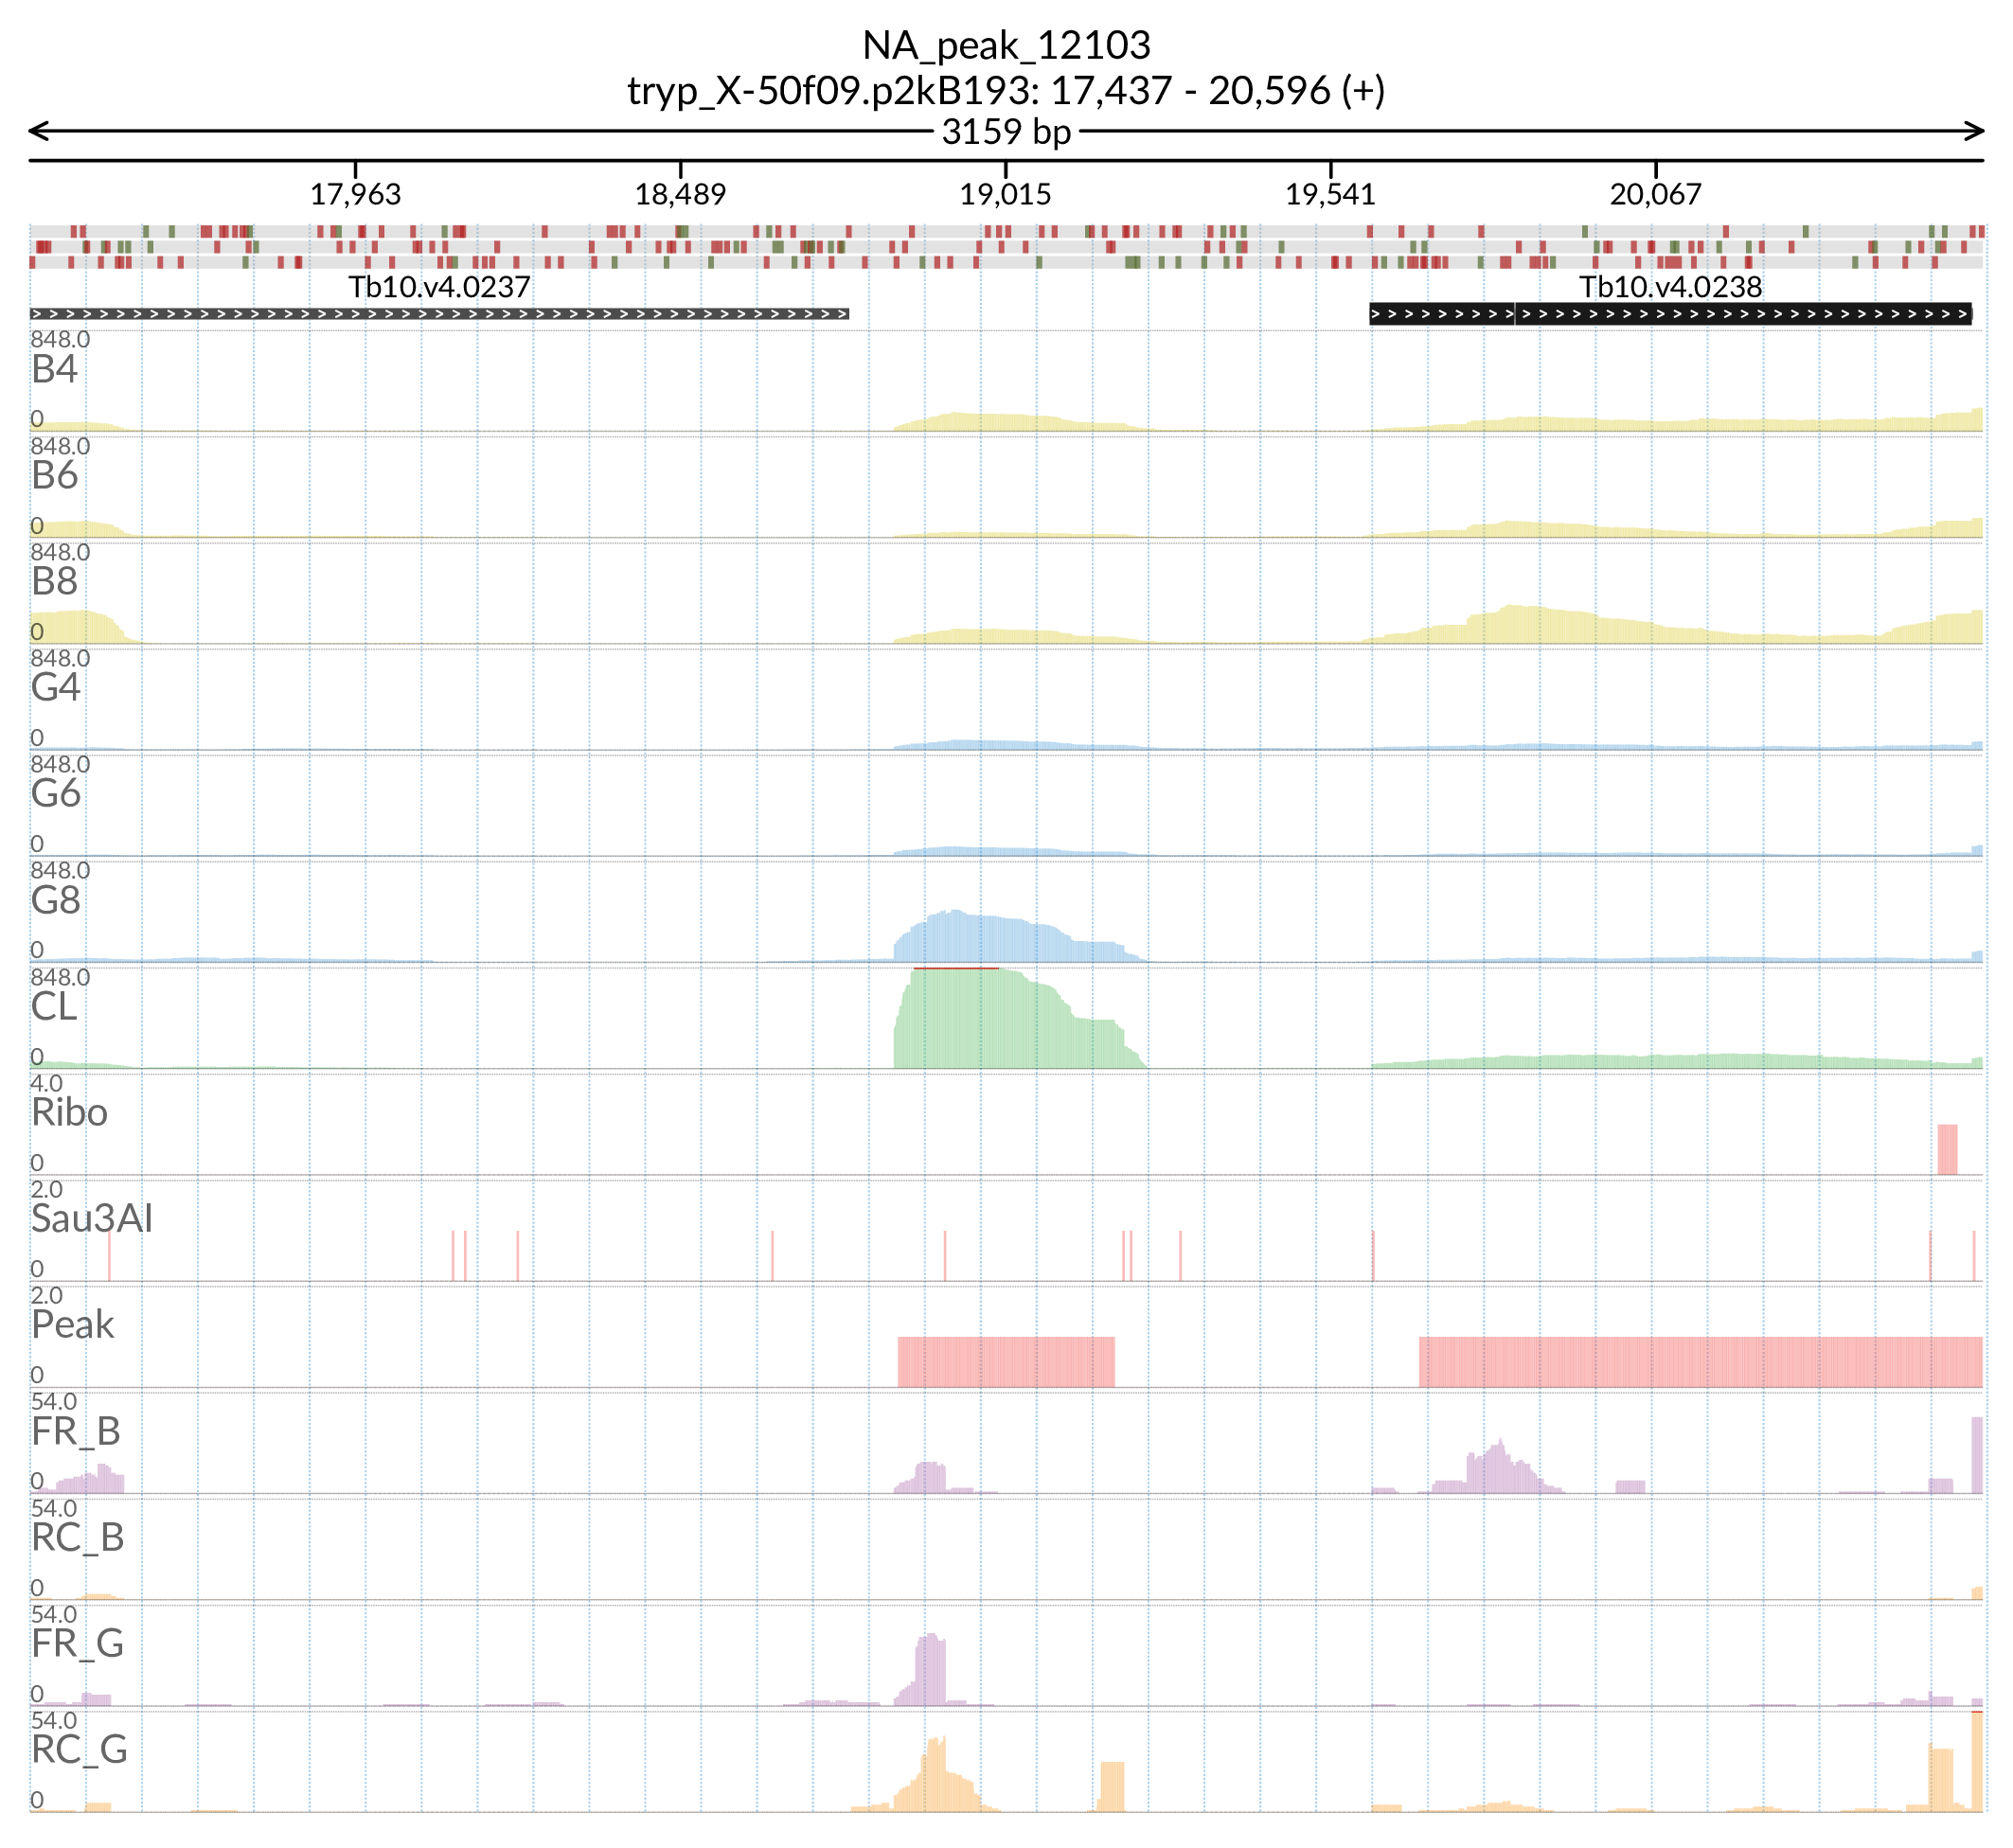 NA_peak_12103
tryp_X-50f09.p2kB193: 17,437 - 20,596 (+)
3159 bp
17,963 18,489 19,015 19,541 20,067
Tb10.v4.0237 Tb10.v4.0238
848.0
B4
0
848.0
B6
0
848.0
B8
0
848.0
G4
0
848.0
G6
0
848.0
G8
0
848.0
CL
0
4.0
Ribo
0
2.0
Sau3AI
0
2.0
Peak
0
54.0
FR_B
0
54.0
RC_B
0
54.0
FR_G
0
54.0
RC_G
0